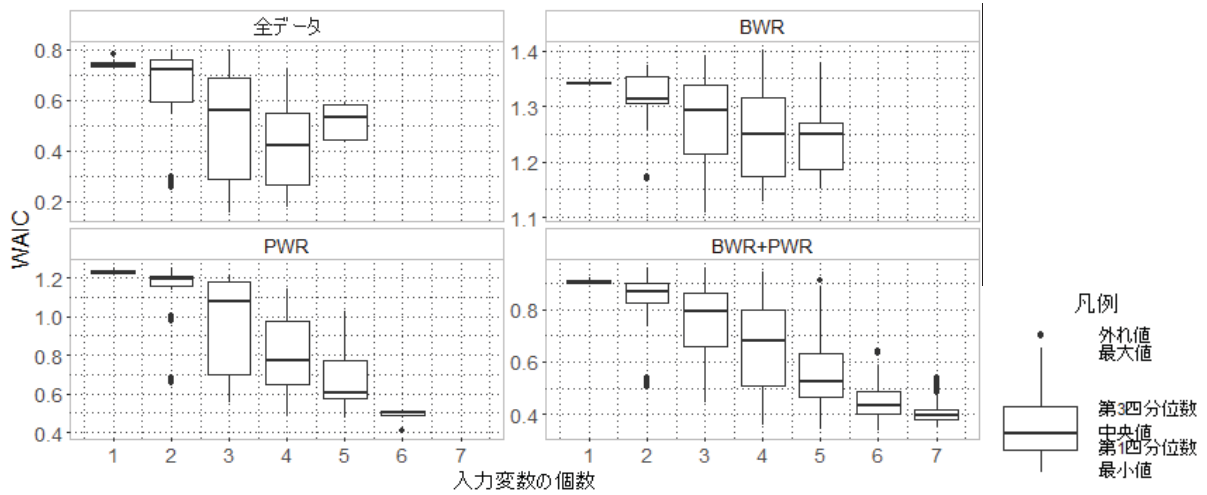 全データ
BWR
0.8
0.6
0.4
0.2
1.4
1.3
1.2
1.1
WAIC
PWR
BWR+PWR
1.2
1.0
0.8
0.6
0.4
0.8
0.6
0.4
1 2 3 4 5 6 7
1 2 3 4 5 6 7
入力変数の個数
凡例
外れ値
最大値
第3四分位数
中央値
第1四分位数
最小値